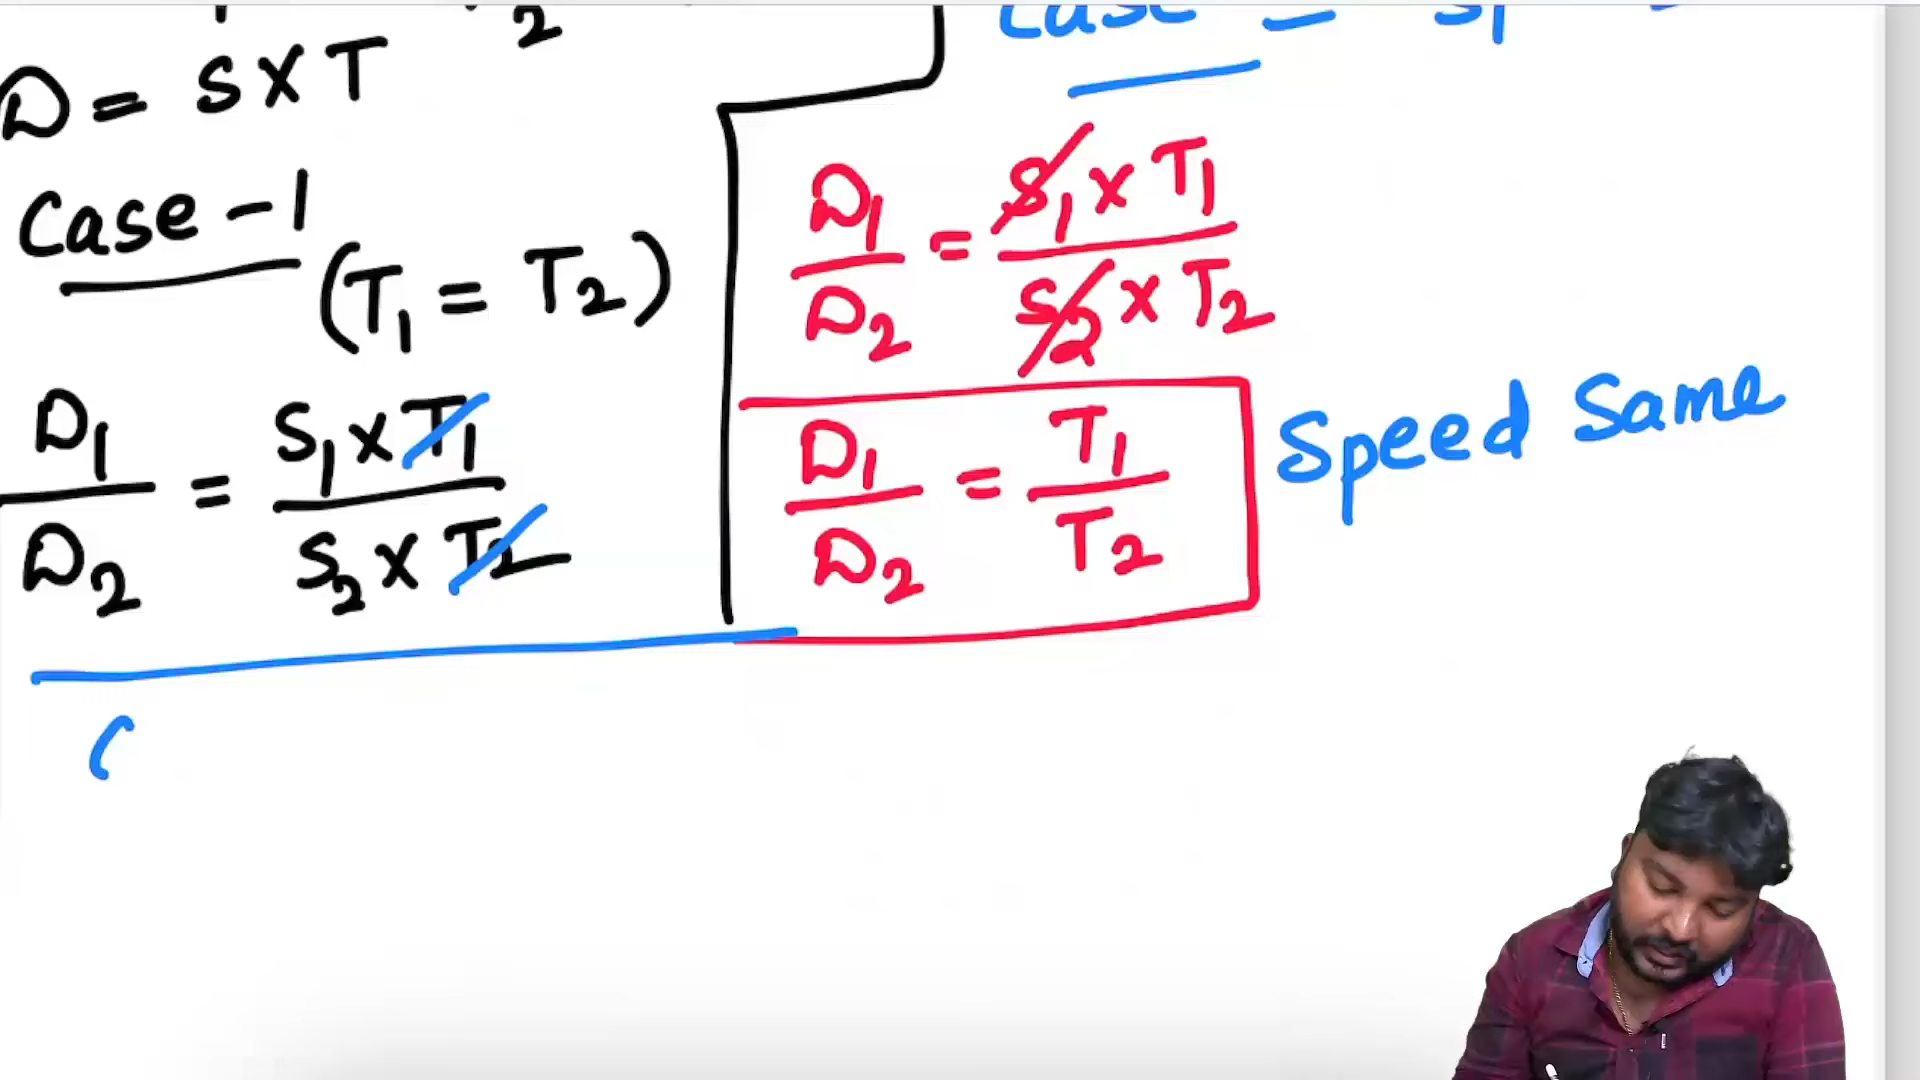 D = S X T
Case - 1
(T1 = T2)
D1 / D2 = S1 X T1 / S2 X T2
Case
D1 / D2 = S1 x T1 / S2 x T2
D1 / D2 = T1 / T2
Speed Same